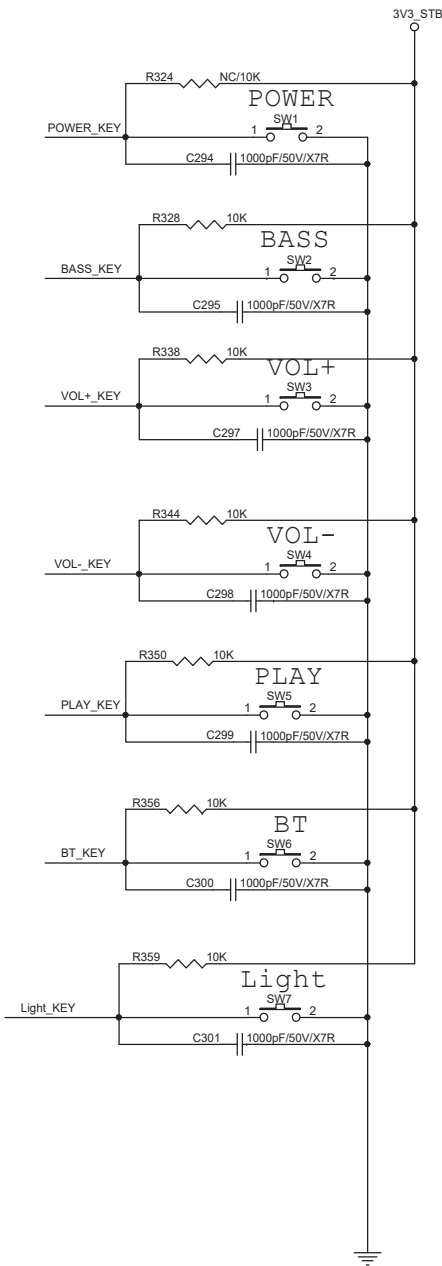 3V3_STB
R324 NC/10K
POWER
POWER_KEY 1 SW1 2
C294 1000pF/50V/X7R
R328 10K
BASS
BASS_KEY 1 SW2 2
C295 1000pF/50V/X7R
R338 10K
VOL+
VOL+_KEY 1 SW3 2
C297 1000pF/50V/X7R
R344 10K
VOL-
VOL-_KEY 1 SW4 2
C298 1000pF/50V/X7R
R350 10K
PLAY
PLAY_KEY 1 SW5 2
C299 1000pF/50V/X7R
R356 10K
BT
BT_KEY 1 SW6 2
C300 1000pF/50V/X7R
R359 10K
Light
Light_KEY 1 SW7 2
C301 1000pF/50V/X7R